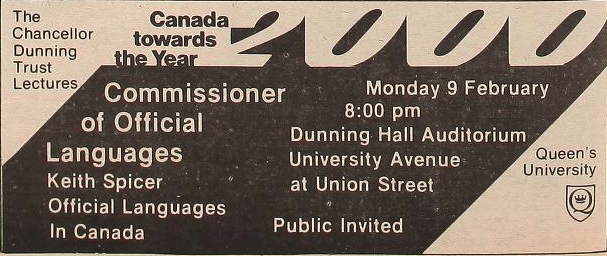 The
Chancellor
Dunning
Trust
Lectures
Canada
towards
the Year
2000
Commissioner
of Official
Languages
Keith Spicer
Official Languages
In Canada
Monday 9 February
8:00 pm
Dunning Hall Auditorium
University Avenue
at Union Street
Public Invited
Queen's
University
Q